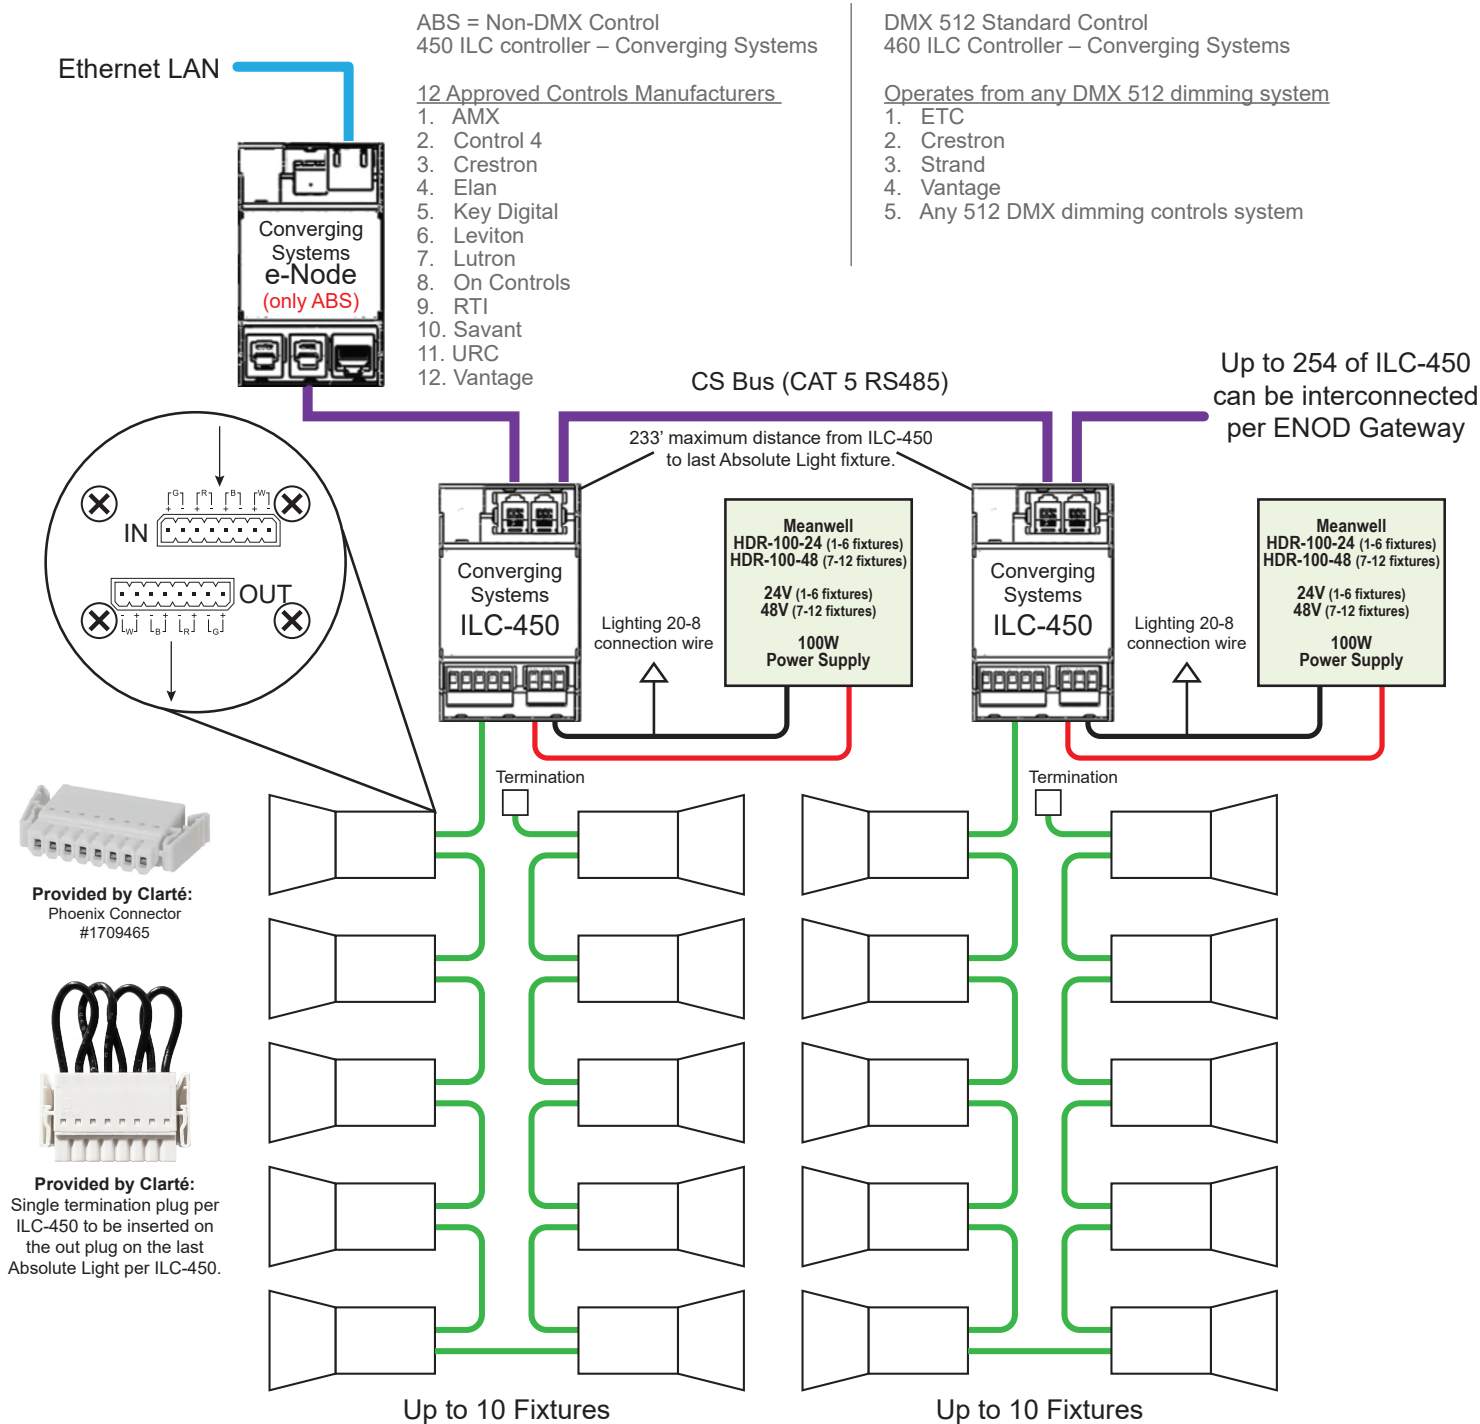 ABS = Non-DMX Control
450 ILC controller – Converging Systems
12 Approved Controls Manufacturers
1. AMX
2. Control 4
3. Crestron
4. Elan
5. Key Digital
6. Leviton
7. Lutron
8. On Controls
9. RTI
10. Savant
11. URC
12. Vantage
DMX 512 Standard Control
460 ILC Controller – Converging Systems
Operates from any DMX 512 dimming system
1. ETC
2. Crestron
3. Strand
4. Vantage
5. Any 512 DMX dimming controls system
Ethernet LAN
Converging
Systems
e-Node
(only ABS)
CS Bus (CAT 5 RS485)
Up to 254 of ILC-450
can be interconnected
per ENOD Gateway
233' maximum distance from ILC-450
to last Absolute Light fixture.
G R B W
+ - + - + - + -
IN
OUT
- + - + - + - +
W B R G
Converging
Systems
ILC-450
Lighting 20-8
connection wire
Meanwell
HDR-100-24 (1-6 fixtures)
HDR-100-48 (7-12 fixtures)
24V (1-6 fixtures)
48V (7-12 fixtures)
100W
Power Supply
Converging
Systems
ILC-450
Lighting 20-8
connection wire
Meanwell
HDR-100-24 (1-6 fixtures)
HDR-100-48 (7-12 fixtures)
24V (1-6 fixtures)
48V (7-12 fixtures)
100W
Power Supply
Termination
Termination
Provided by Clarté:
Phoenix Connector
#1709465
Provided by Clarté:
Single termination plug per
ILC-450 to be inserted on
the out plug on the last
Absolute Light per ILC-450.
Up to 10 Fixtures
Up to 10 Fixtures